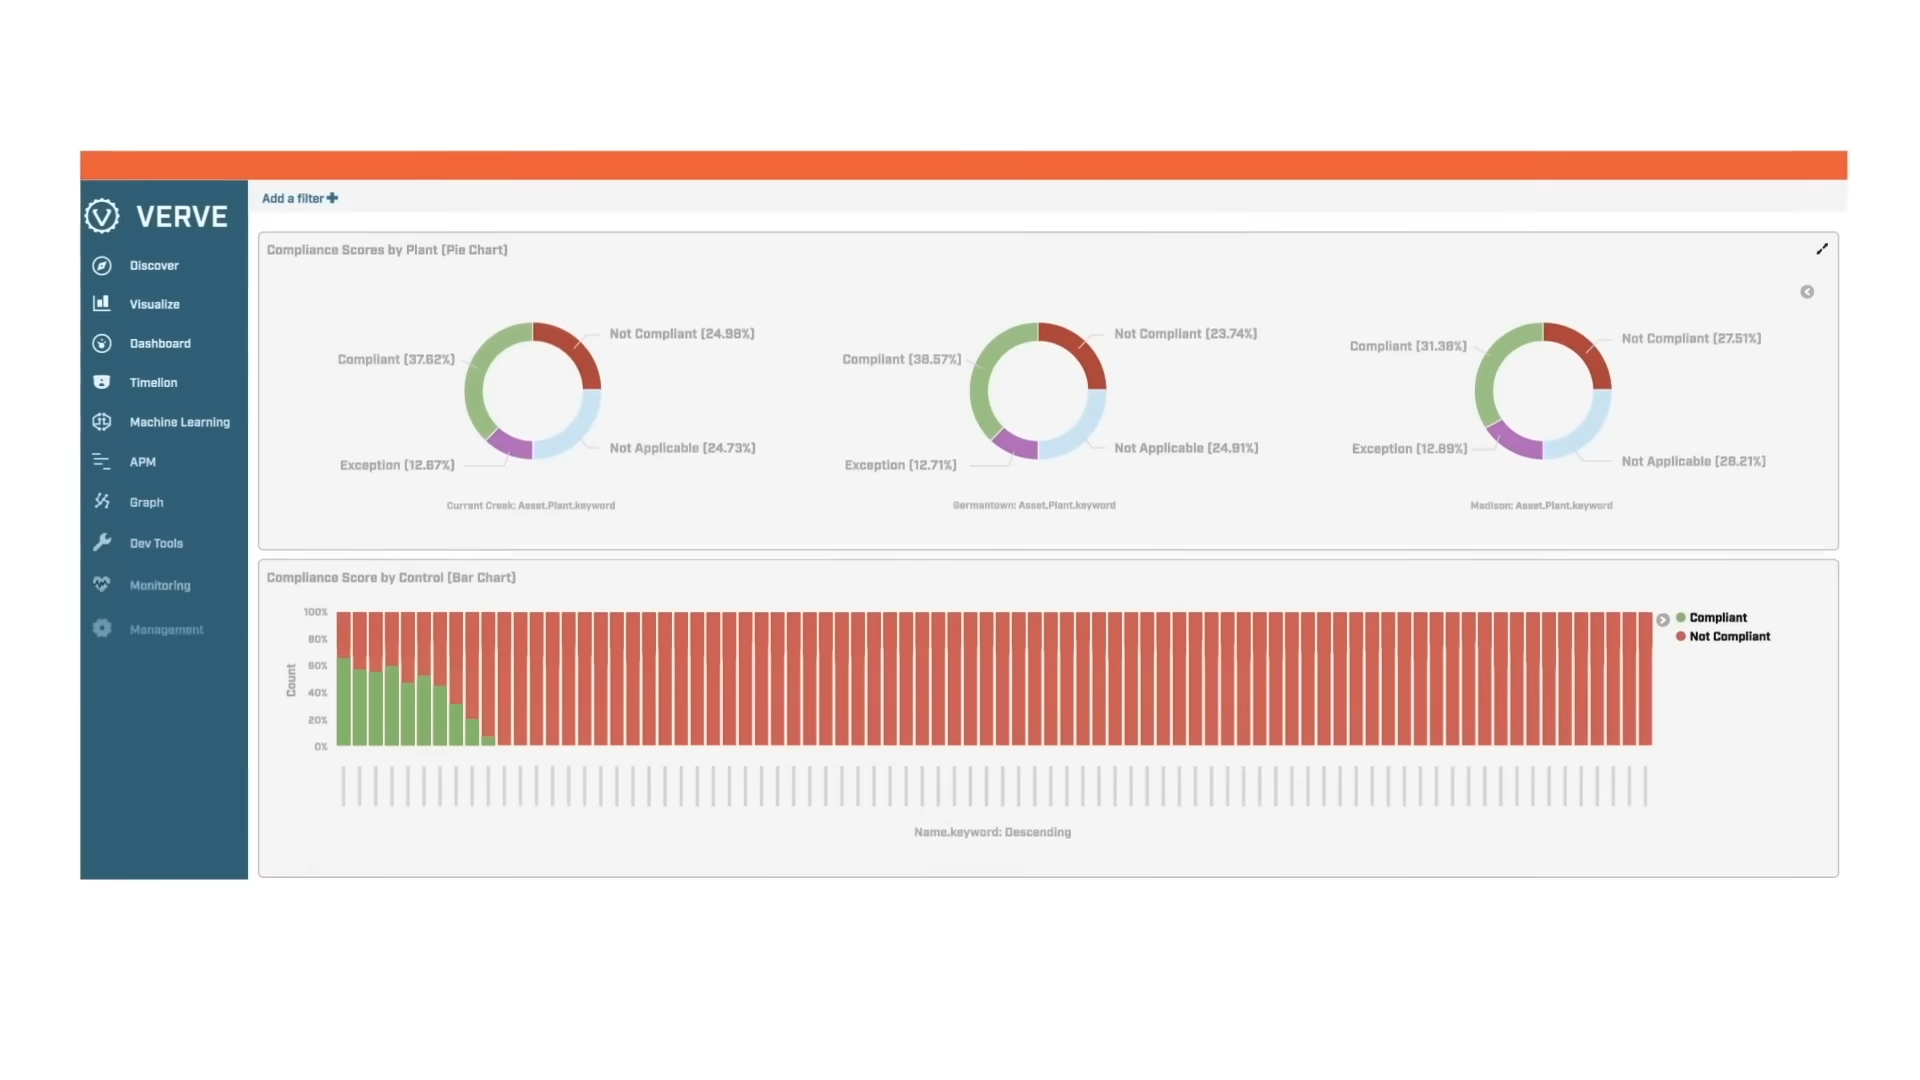 VERVE
Discover
Visualize
Dashboard
Timelion
Machine Learning
APM
Graph
Dev Tools
Monitoring
Management
Add a filter
Compliance Scores by Plant (Pie Chart)
Compliant (37.62%)
Not Compliant (24.98%)
Exception (12.67%)
Not Applicable (24.73%)
Currant Creek: Asset.Plant.keyword
Compliant (38.57%)
Not Compliant (23.74%)
Exception (12.71%)
Not Applicable (24.91%)
Germantown: Asset.Plant.keyword
Compliant (31.38%)
Not Compliant (27.51%)
Exception (12.89%)
Not Applicable (28.21%)
Madison: Asset.Plant.keyword
Compliance Score by Control (Bar Chart)
100%
80%
60%
40%
20%
0%
Count
Name.keyword: Descending
Compliant
Not Compliant